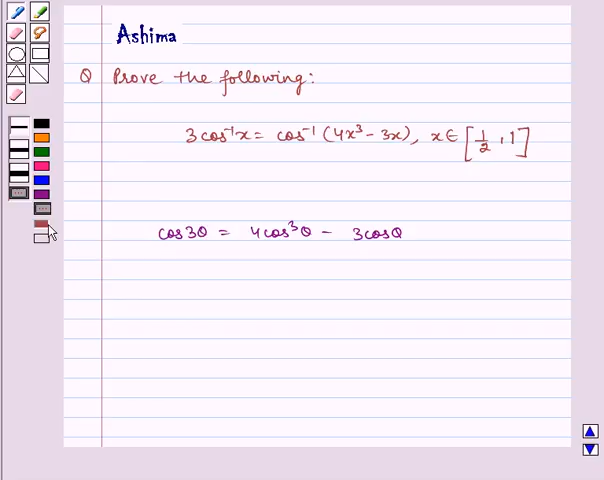 Ashima
Q Prove the following:
3cos⁻¹x = cos⁻¹(4x³ - 3x), x ∈ [1/2, 1]
cos3θ = 4cos³θ - 3cosθ